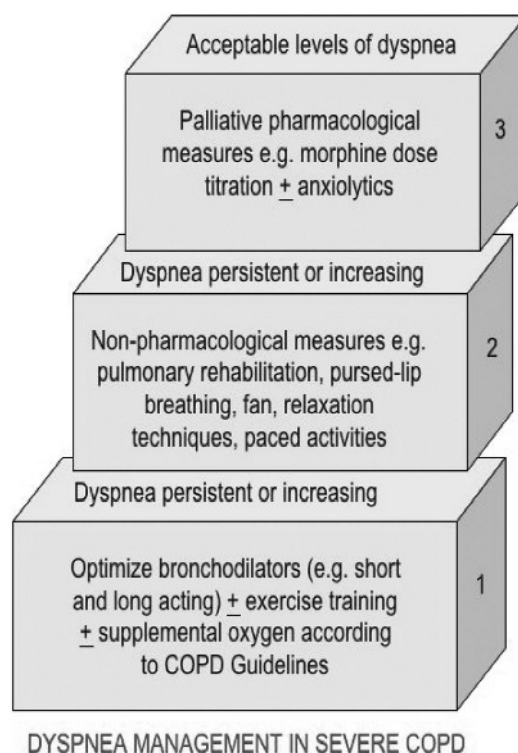 Acceptable levels of dyspnea
Palliative pharmacological
measures e.g. morphine dose
titration ± anxiolytics
3
Dyspnea persistent or increasing
Non-pharmacological measures e.g.
pulmonary rehabilitation, pursed-lip
breathing, fan, relaxation
techniques, paced activities
2
Dyspnea persistent or increasing
Optimize bronchodilators (e.g. short
and long acting) ± exercise training
± supplemental oxygen according
to COPD Guidelines
1
DYSPNEA MANAGEMENT IN SEVERE COPD